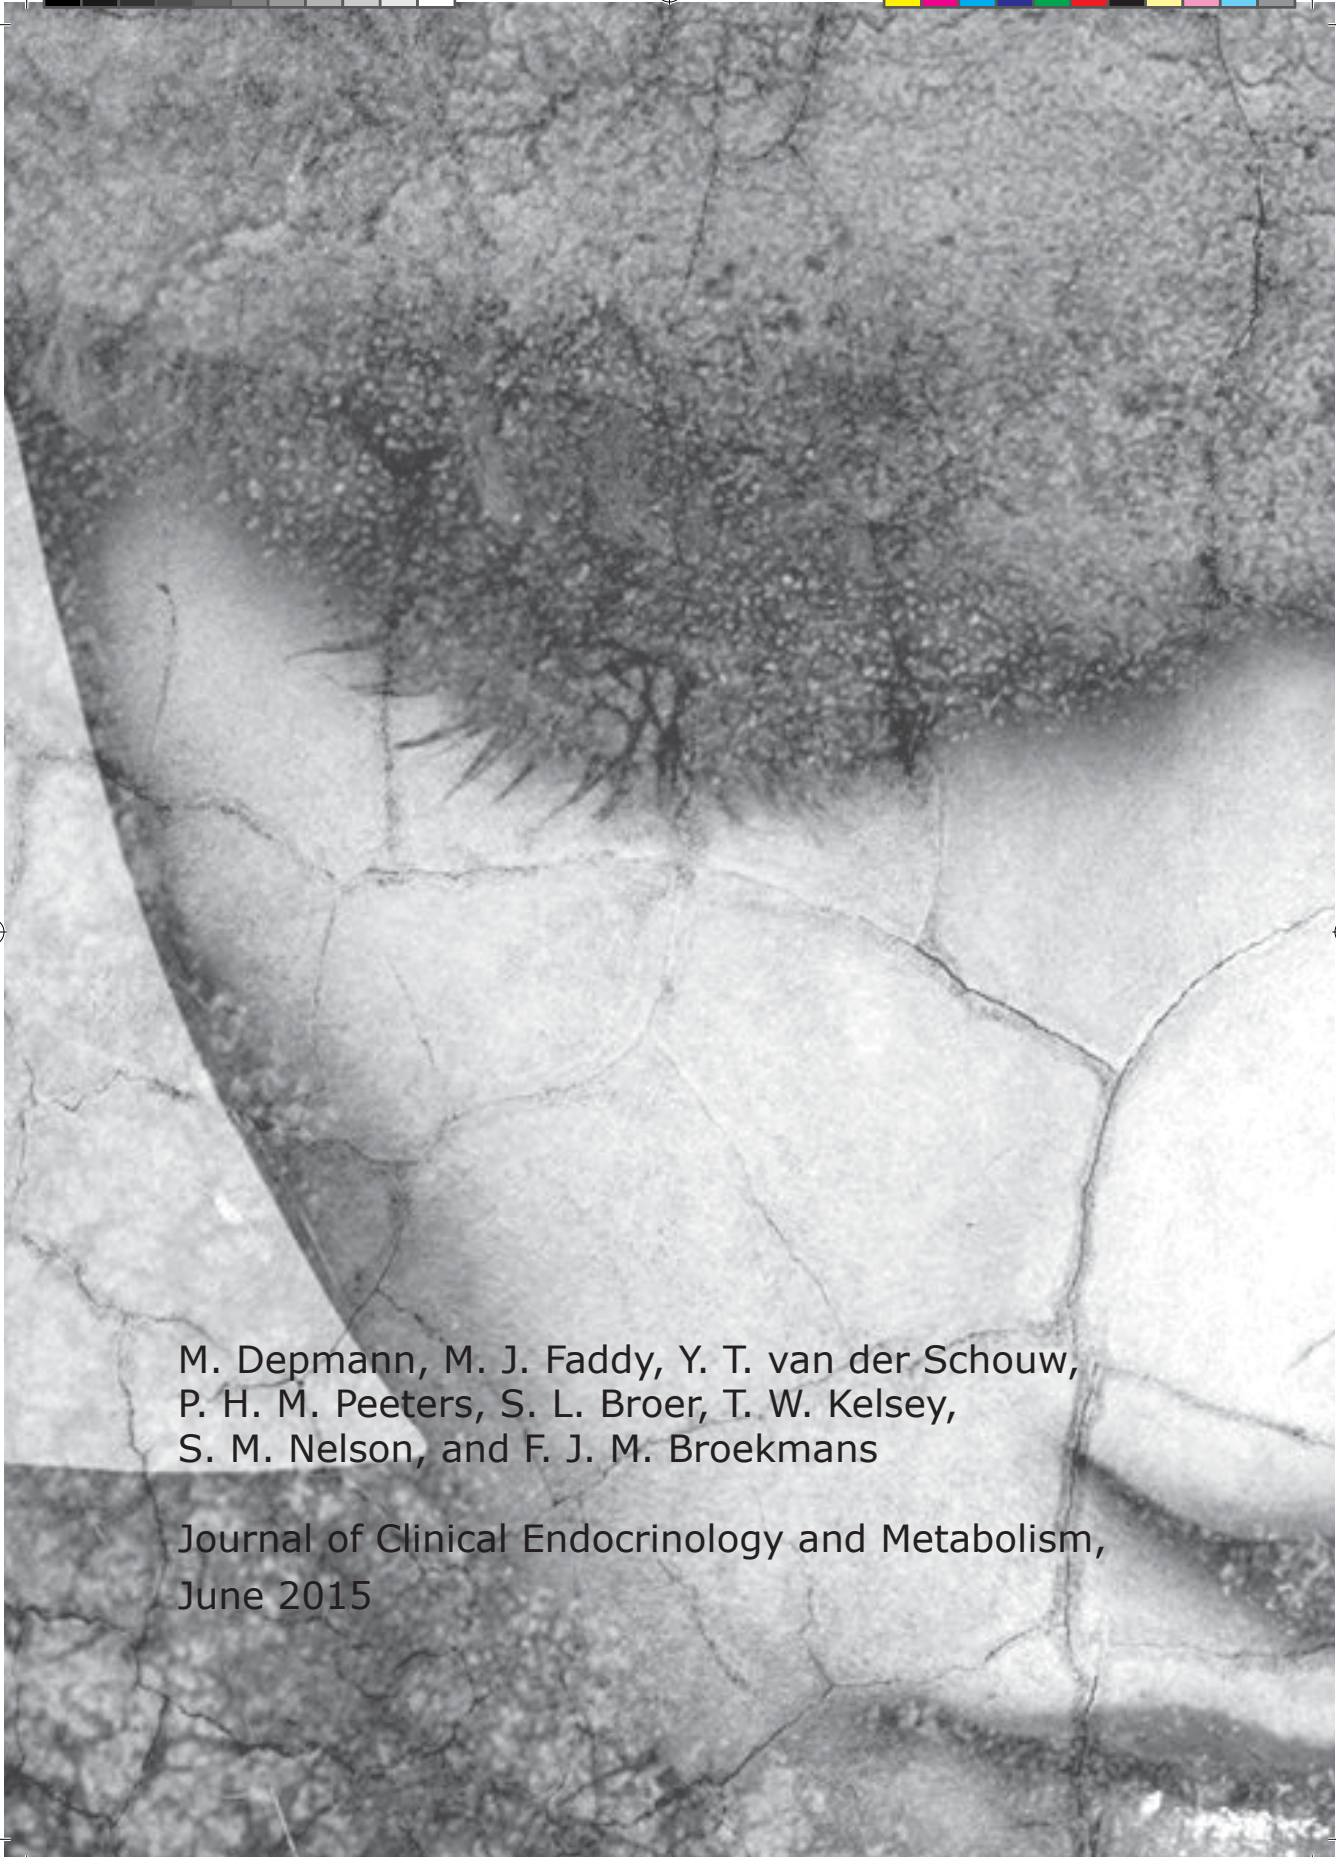 M. Depmann, M. J. Faddy, Y. T. van der Schouw,
P. H. M. Peeters, S. L. Broer, T. W. Kelsey,
S. M. Nelson, and F. J. M. Broekmans
Journal of Clinical Endocrinology and Metabolism,
June 2015